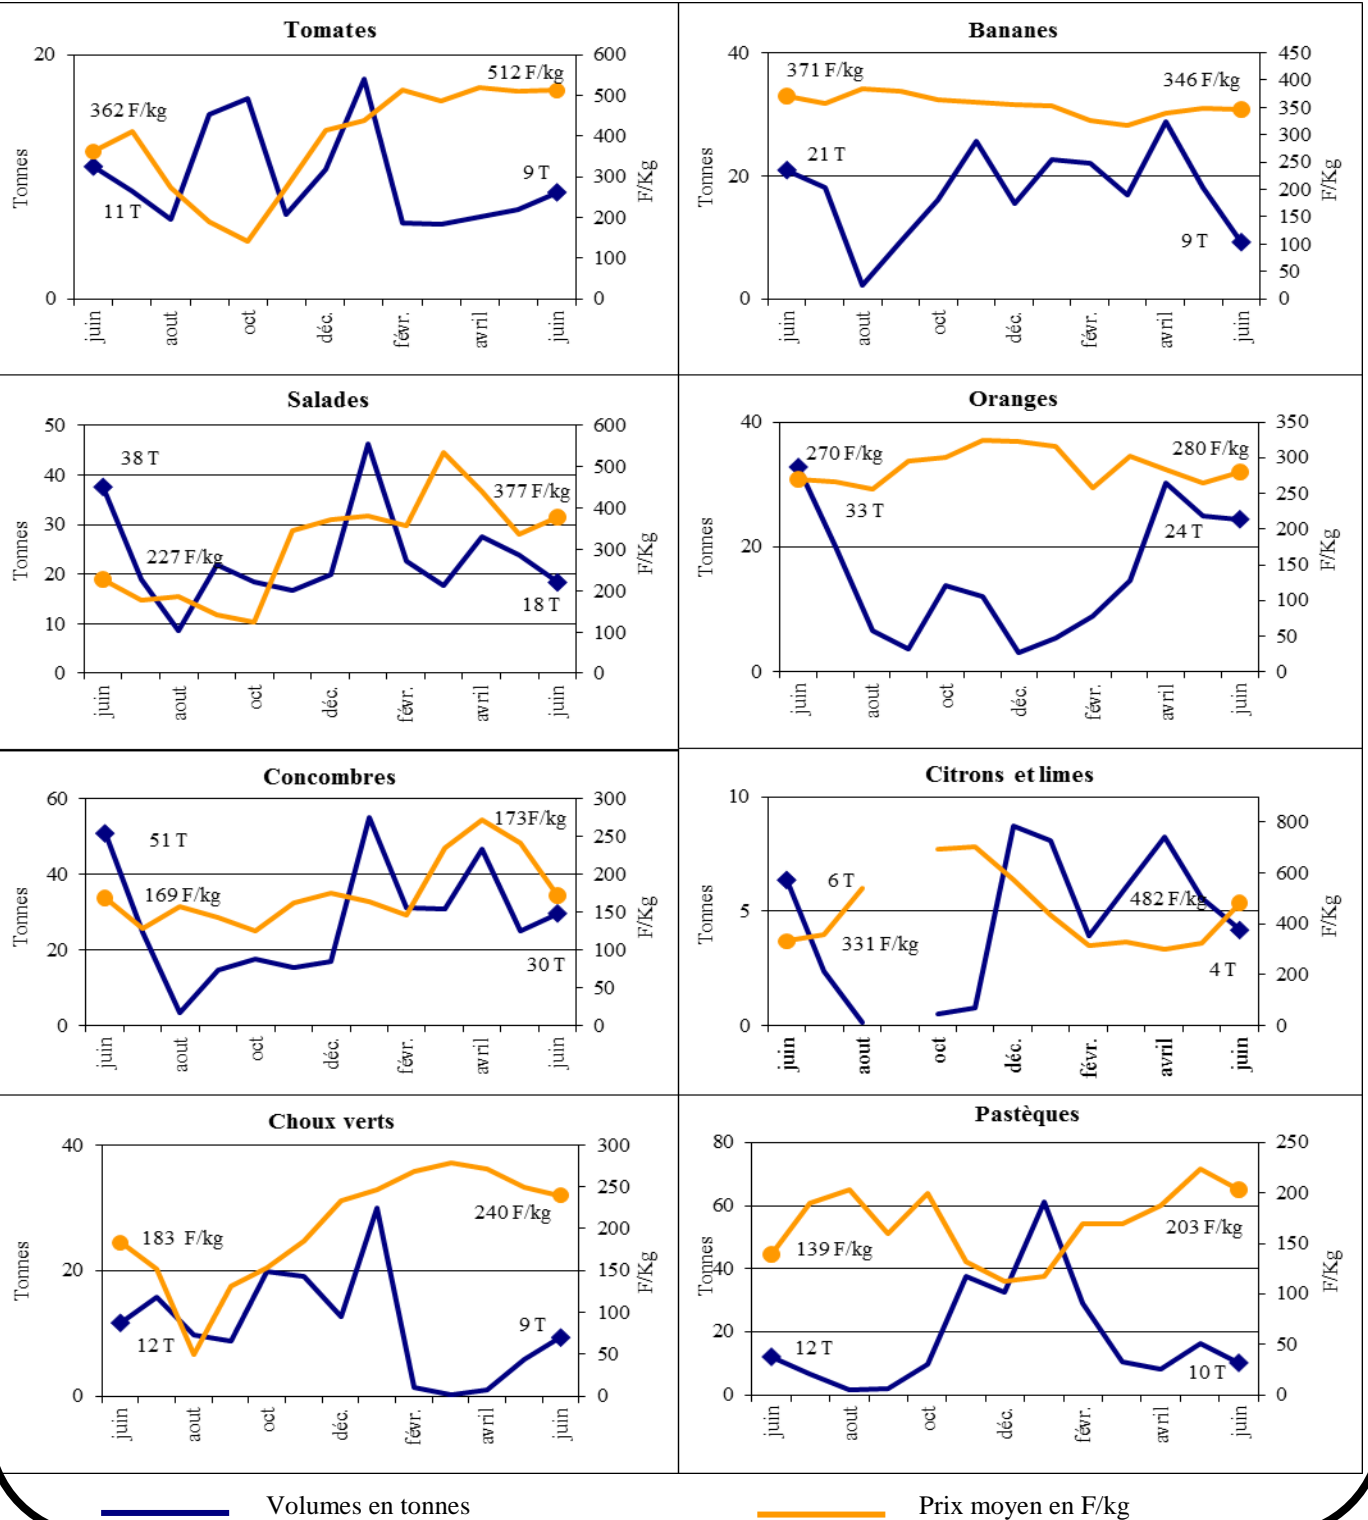 Tomates
20
0
Tonnes
600
500
400
300
200
100
0
F/Kg
362 F/kg
11 T
512 F/kg
9 T
juin
aout
oct
déc.
févr.
avril
juin
Bananes
40
20
0
Tonnes
450
400
350
300
250
200
150
100
50
0
F/Kg
371 F/kg
21 T
346 F/kg
9 T
juin
aout
oct
déc.
févr.
avril
juin
Salades
50
40
30
20
10
0
Tonnes
600
500
400
300
200
100
0
F/Kg
38 T
227 F/kg
377 F/kg
18 T
juin
aout
oct
déc.
févr.
avril
juin
Oranges
40
20
0
Tonnes
350
300
250
200
150
100
50
0
F/Kg
270 F/kg
33 T
280 F/kg
24 T
juin
aout
oct
déc.
févr.
avril
juin
Concombres
60
40
20
0
Tonnes
300
250
200
150
100
50
0
F/Kg
51 T
169 F/kg
173F/kg
30 T
juin
aout
oct
déc.
févr.
avril
juin
Citrons et limes
10
5
0
Tonnes
800
600
400
200
0
F/Kg
6 T
331 F/kg
482 F/kg
4 T
juin
aout
oct
déc.
févr.
avril
juin
Choux verts
40
20
0
Tonnes
300
250
200
150
100
50
0
F/Kg
183 F/kg
12 T
240 F/kg
9 T
juin
aout
oct
déc.
févr.
avril
juin
Pastèques
80
60
40
20
0
Tonnes
250
200
150
100
50
0
F/Kg
139 F/kg
12 T
203 F/kg
10 T
juin
aout
oct
déc.
févr.
avril
juin
Volumes en tonnes
Prix moyen en F/kg